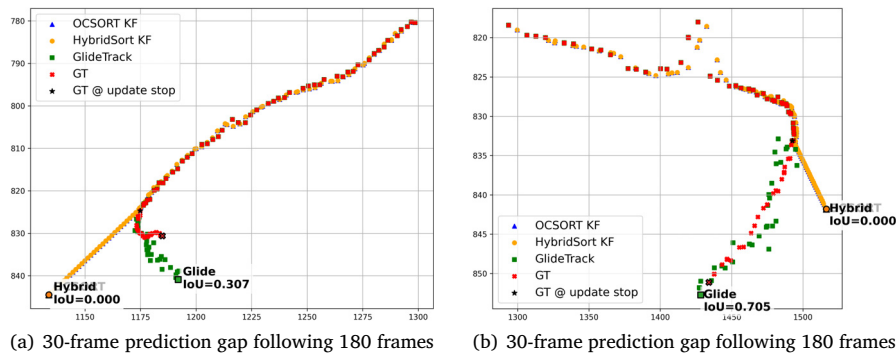 780
790
800
810
820
830
840
1150
1175
1200
1225
1250
1275
1300
OCSORT KF
HybridSort KF
GlideTrack
GT
GT @ update stop
Glide
IoU=0.307
Hybrid
IoU=0.000
(a) 30-frame prediction gap following 180 frames
820
825
830
835
840
845
850
1300
1350
1400
1450
1500
OCSORT KF
HybridSort KF
GlideTrack
GT
GT @ update stop
Hybrid
IoU=0.000
Glide
IoU=0.705
(b) 30-frame prediction gap following 180 frames